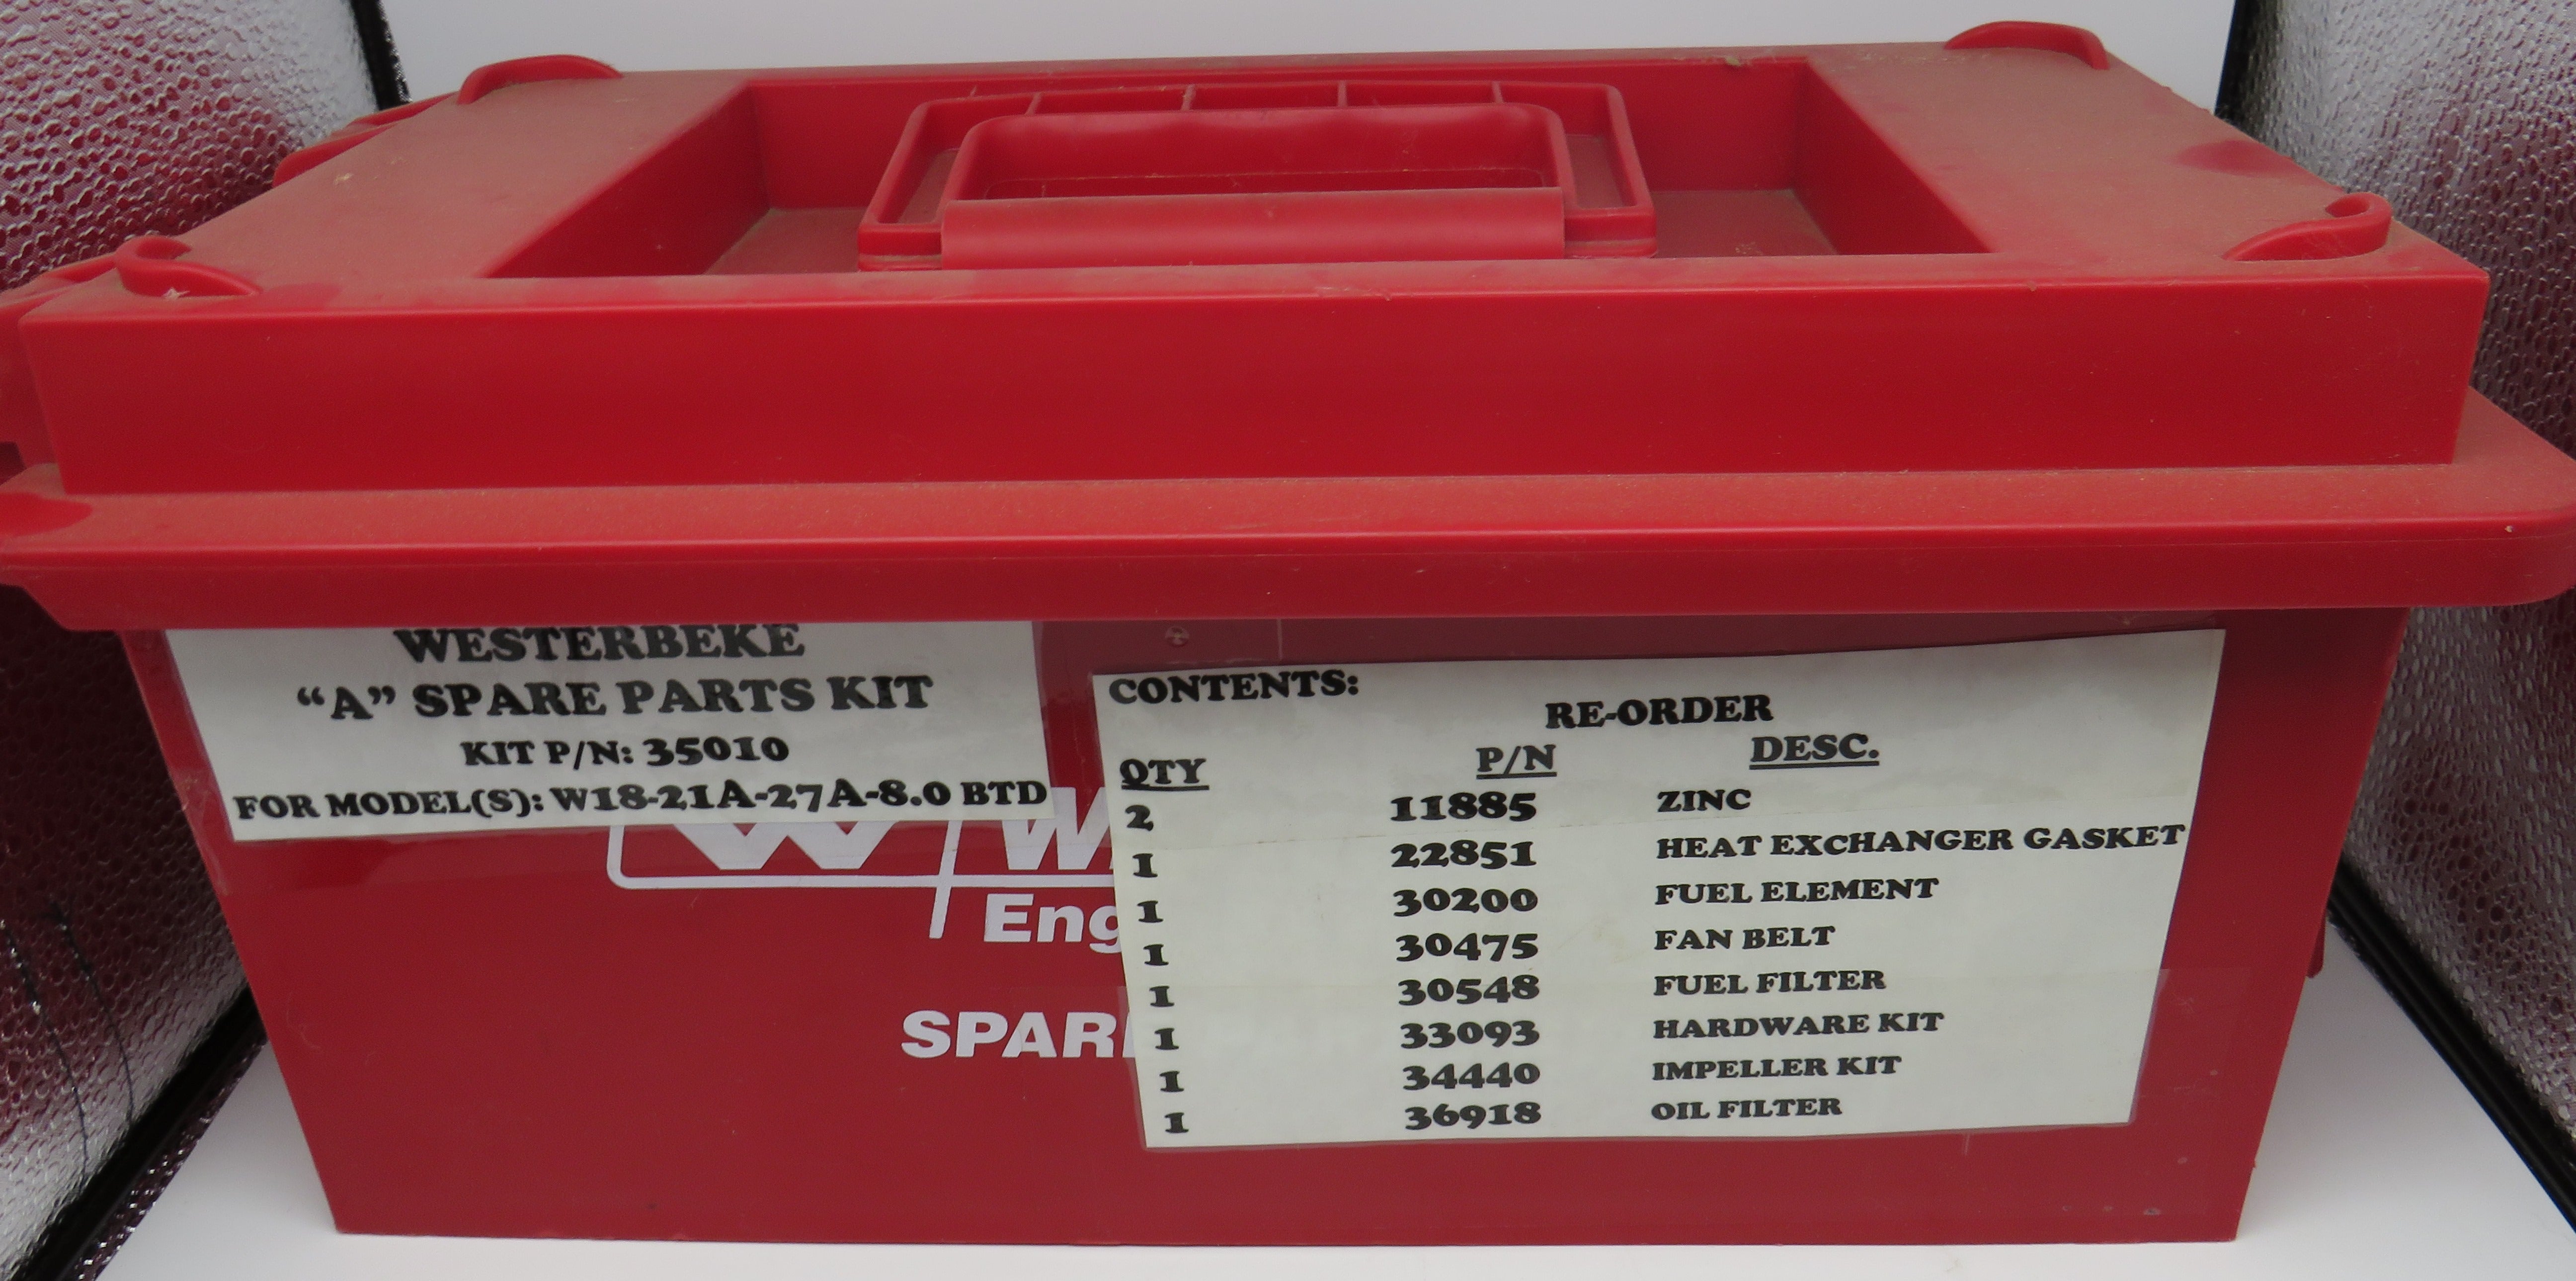 WESTERBEKE
"A" SPARE PARTS KIT
KIT P/N: 35010
FOR MODEL(S): W18-21A-27A-8.0 BTD
CONTENTS:
RE-ORDER
QTY P/N DESC.
2 11885 ZINC
1 22851 HEAT EXCHANGER GASKET
1 30200 FUEL ELEMENT
1 30475 FAN BELT
1 30548 FUEL FILTER
1 33093 HARDWARE KIT
1 34440 IMPELLER KIT
1 36918 OIL FILTER
W
Eng
SPAR